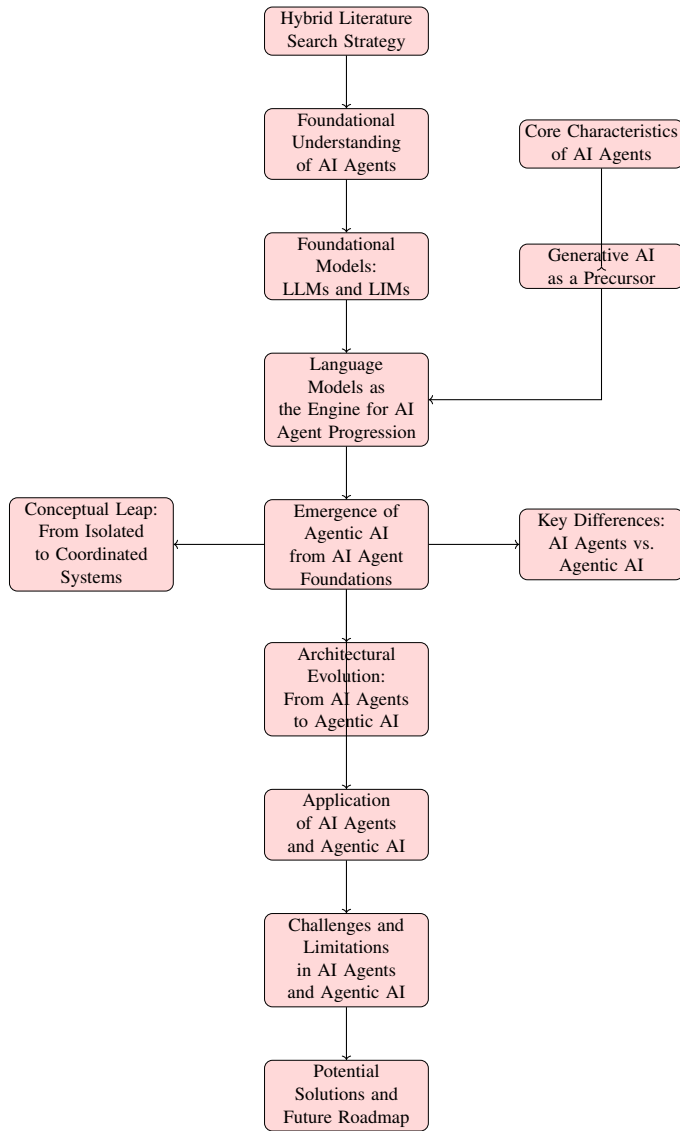 Hybrid Literature
Search Strategy
Foundational
Understanding
of AI Agents
Core Characteristics
of AI Agents
Foundational
Models:
LLMs and LIMs
Generative AI
as a Precursor
Language
Models as
the Engine for AI
Agent Progression
Conceptual Leap:
From Isolated
to Coordinated
Systems
Emergence of
Agentic AI
from AI Agent
Foundations
Key Differences:
AI Agents vs.
Agentic AI
Architectural
Evolution:
From AI Agents
to Agentic AI
Application
of AI Agents
and Agentic AI
Challenges and
Limitations
in AI Agents
and Agentic AI
Potential
Solutions and
Future Roadmap